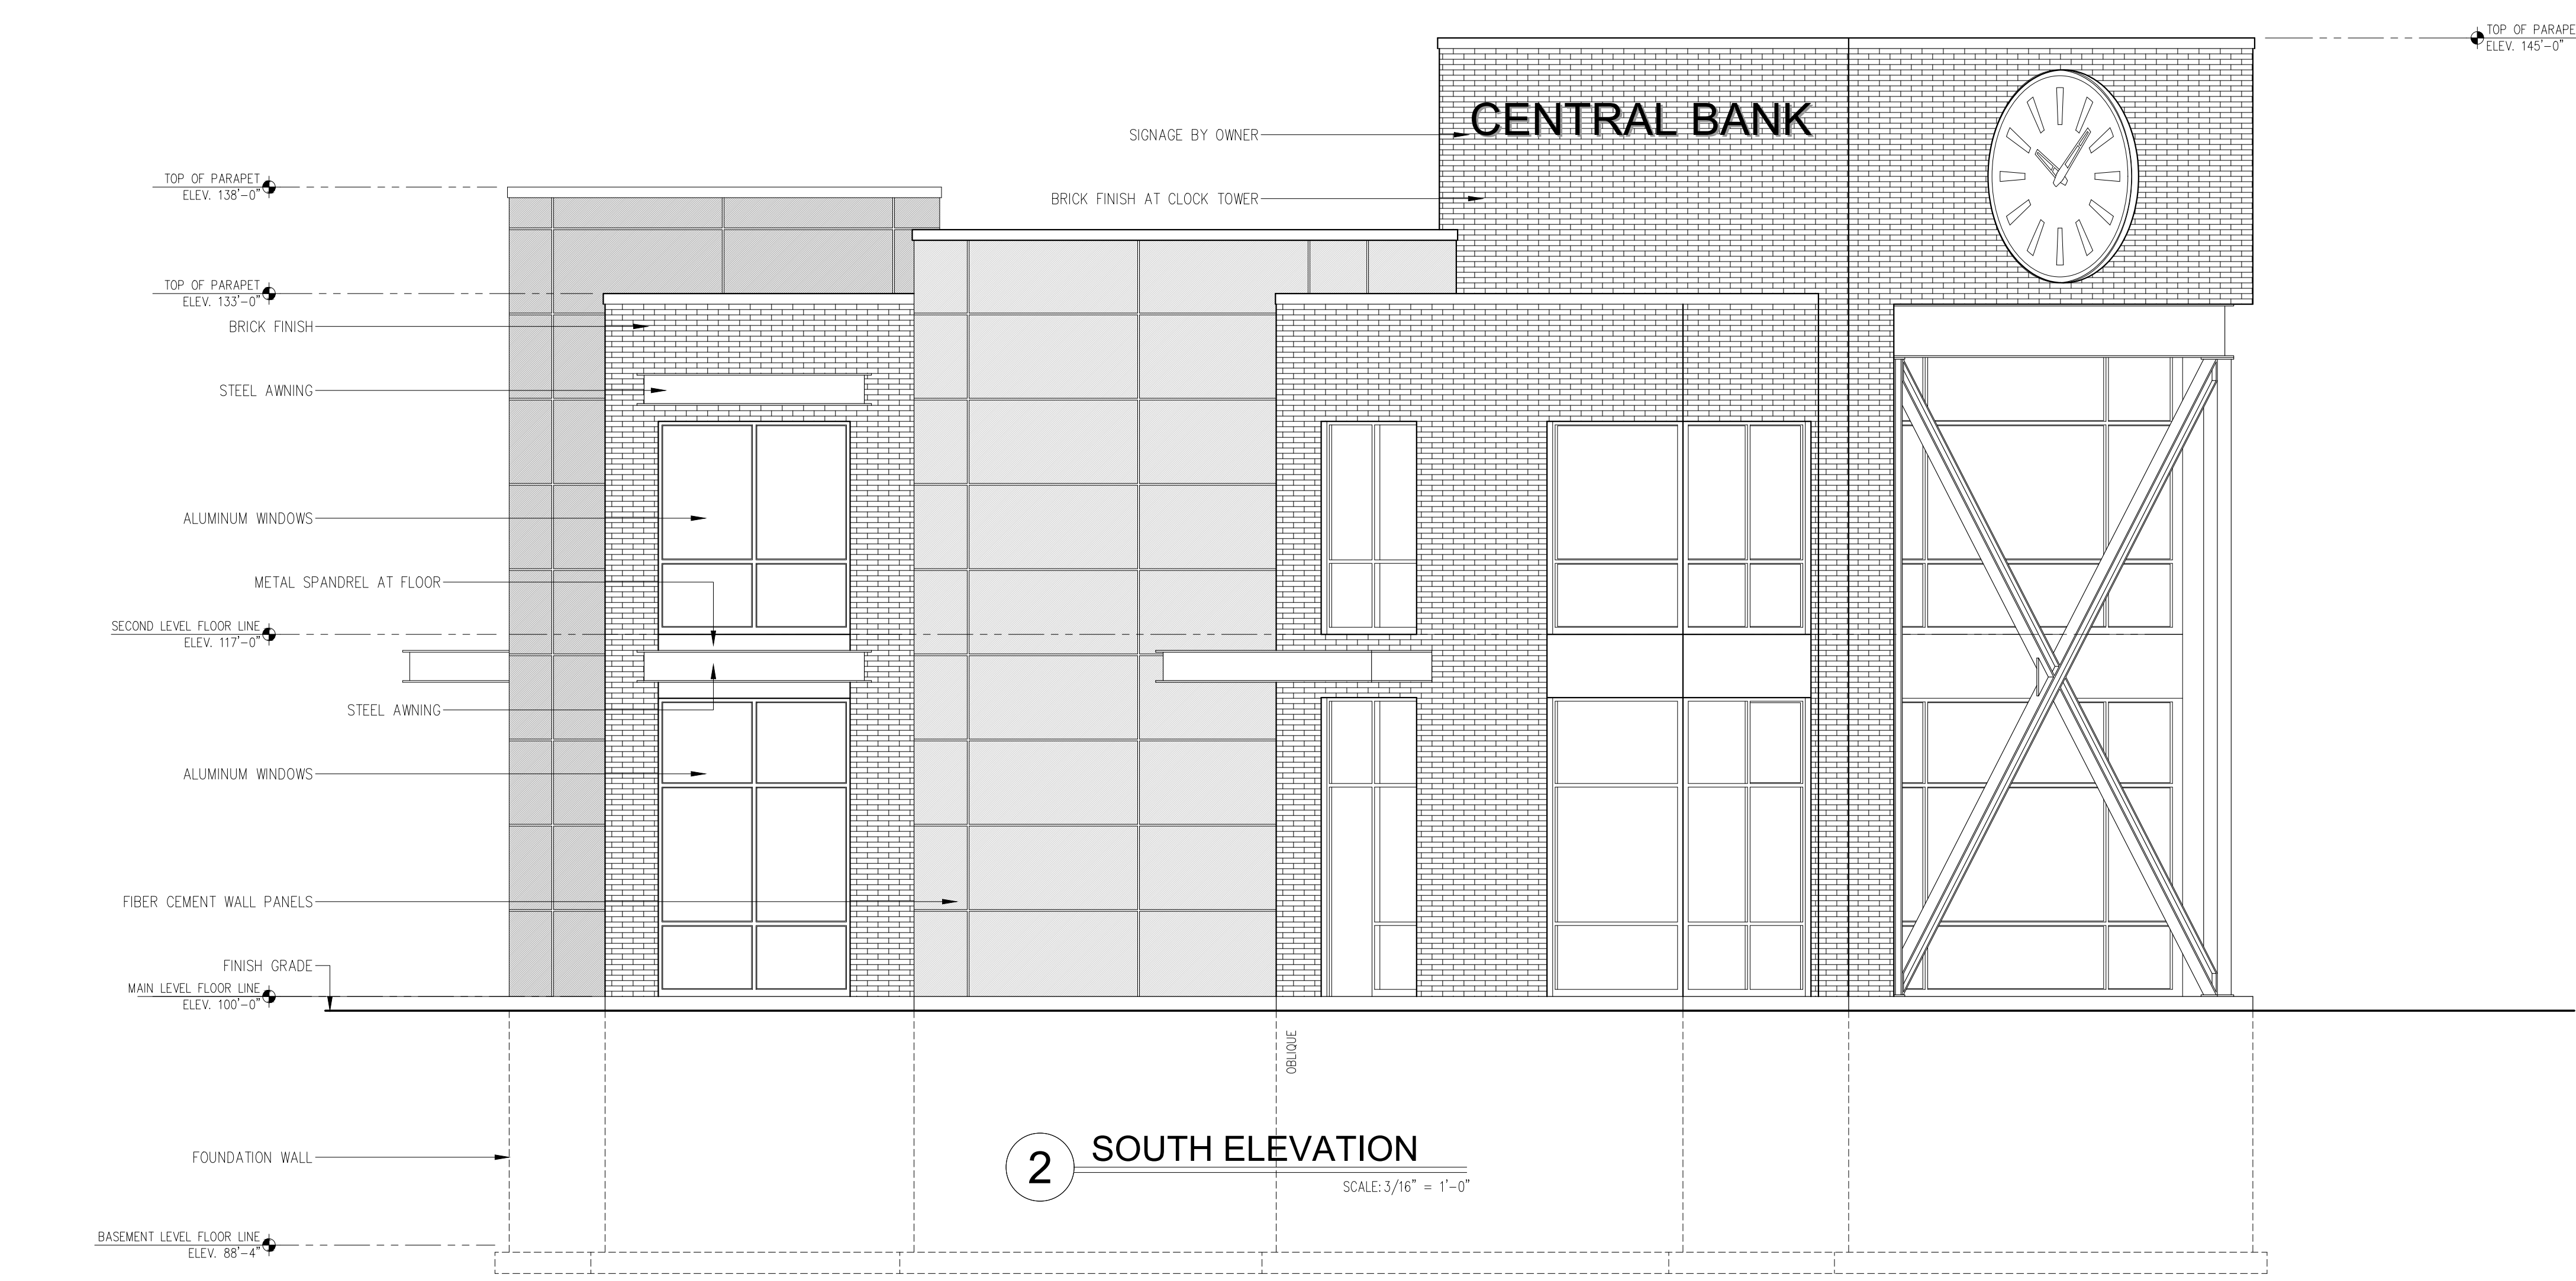 TOP OF PARAPE
ELEV. 145'-0"
CENTRAL BANK
SIGNAGE BY OWNER
TOP OF PARAPET
ELEV. 138'-0"
BRICK FINISH AT CLOCK TOWER
TOP OF PARAPET
ELEV. 133'-0"
BRICK FINISH
STEEL AWNING
ALUMINUM WINDOWS
METAL SPANDREL AT FLOOR
SECOND LEVEL FLOOR LINE
ELEV. 117'-0"
STEEL AWNING
ALUMINUM WINDOWS
FIBER CEMENT WALL PANELS
FINISH GRADE
MAIN LEVEL FLOOR LINE
ELEV. 100'-0"
OBLIQUE
FOUNDATION WALL
2
SOUTH ELEVATION
SCALE: 3/16" = 1'-0"
BASEMENT LEVEL FLOOR LINE
ELEV. 88'-4"